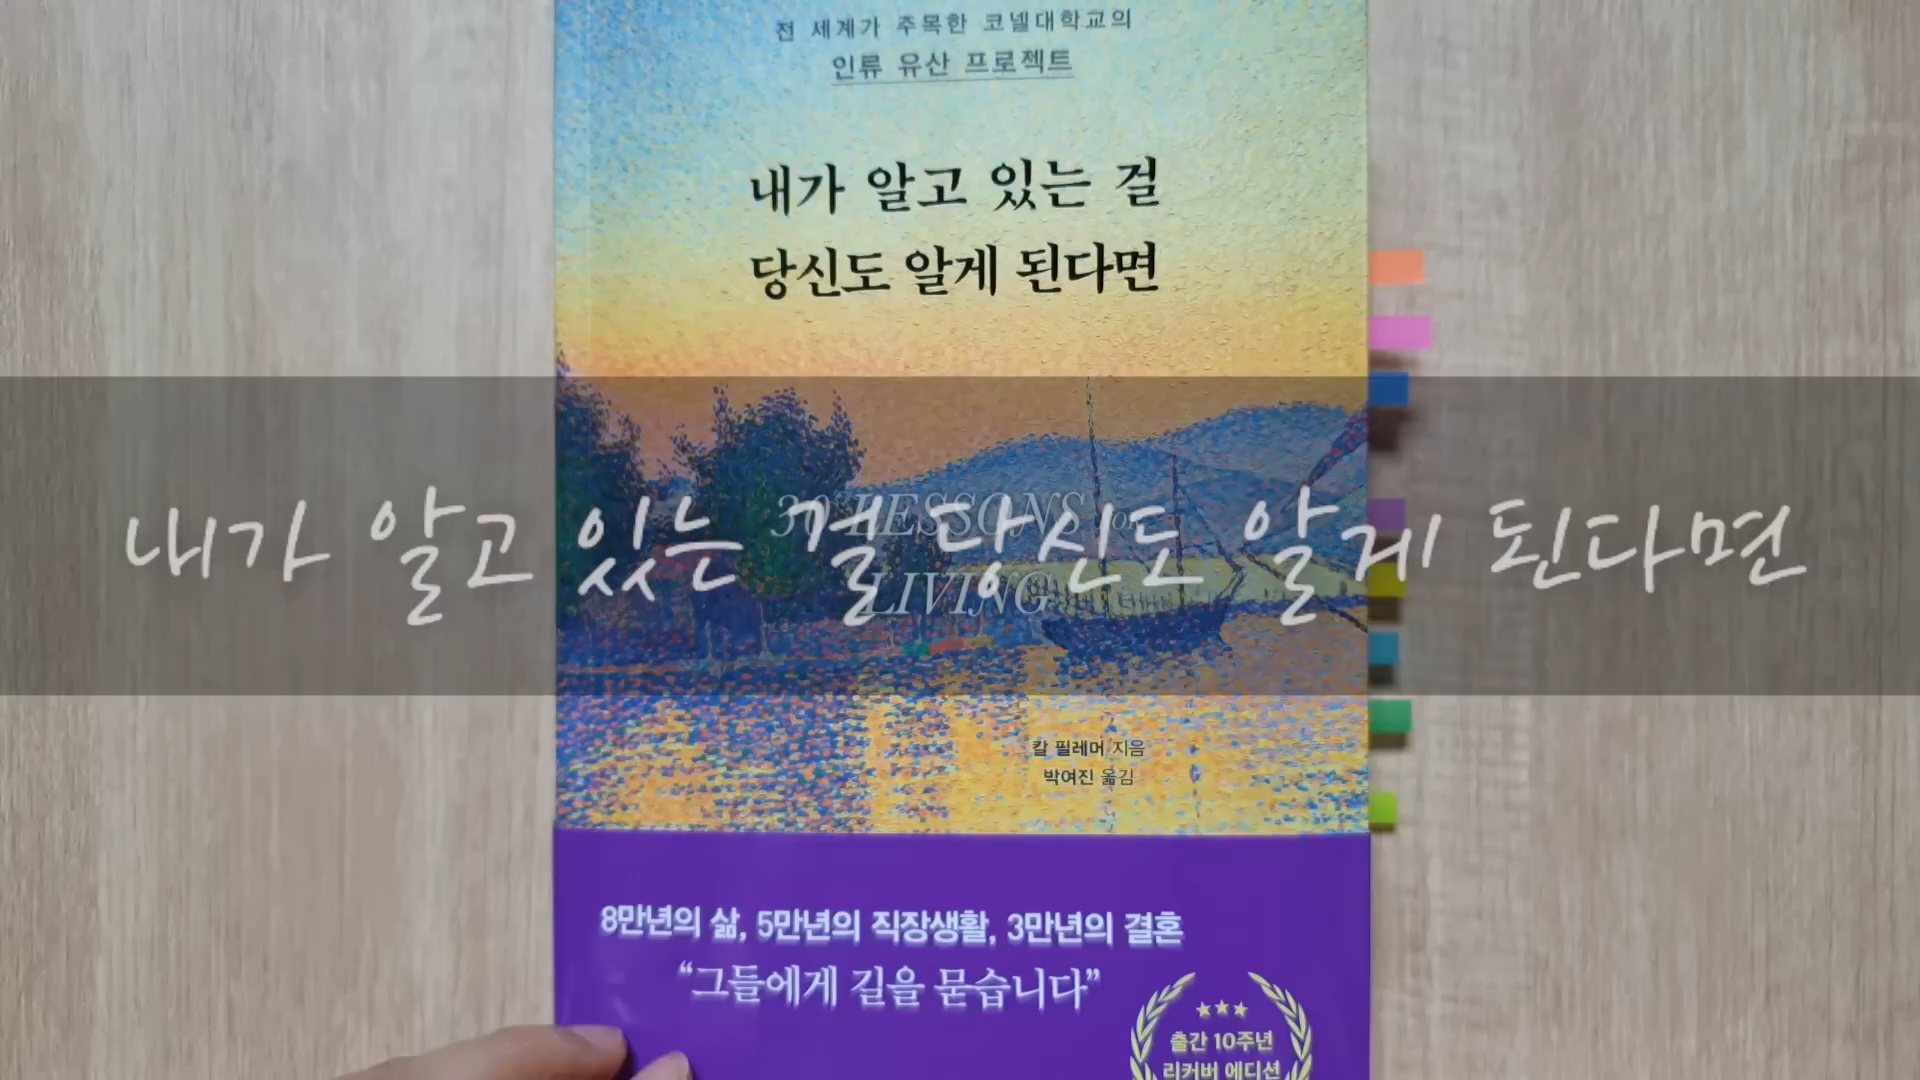 전 세계가 주목한 코넬대학교의
인류 유산 프로젝트
내가 알고 있는 걸
당신도 알게 된다면
30 LESSONS for
LIVING
내가 알고 있는 걸 당신도 알게 된다면
칼 필레머 지음
박여진 옮김
8만년의 삶, 5만년의 직장생활, 3만년의 결혼
“그들에게 길을 묻습니다”
출간 10주년
리커버 에디션